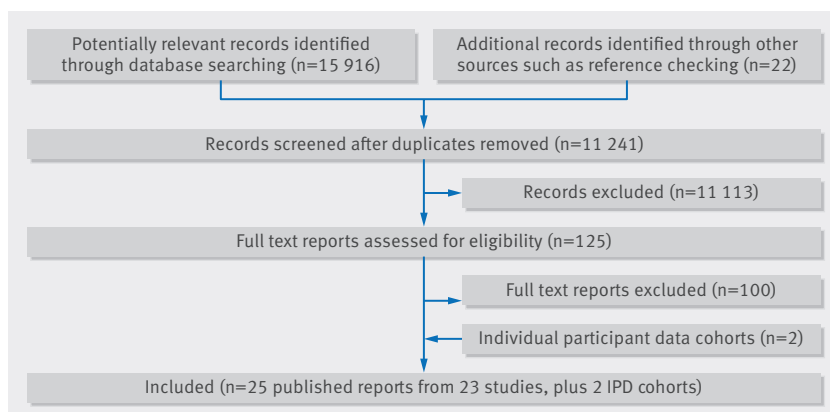 Potentially relevant records identified
through database searching (n=15 916)
Additional records identified through other
sources such as reference checking (n=22)
Records screened after duplicates removed (n=11 241)
Records excluded (n=11 113)
Full text reports assessed for eligibility (n=125)
Full text reports excluded (n=100)
Individual participant data cohorts (n=2)
Included (n=25 published reports from 23 studies, plus 2 IPD cohorts)